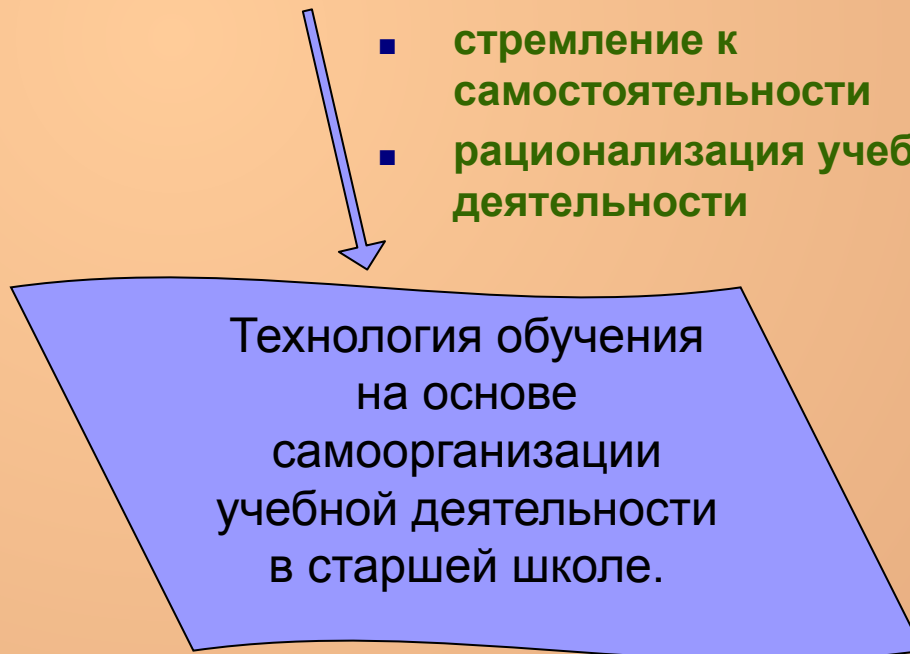 стремление к
самостоятельности
рационализация учеб
деятельности
Технология обучения
на основе
самоорганизации
учебной деятельности
в старшей школе.